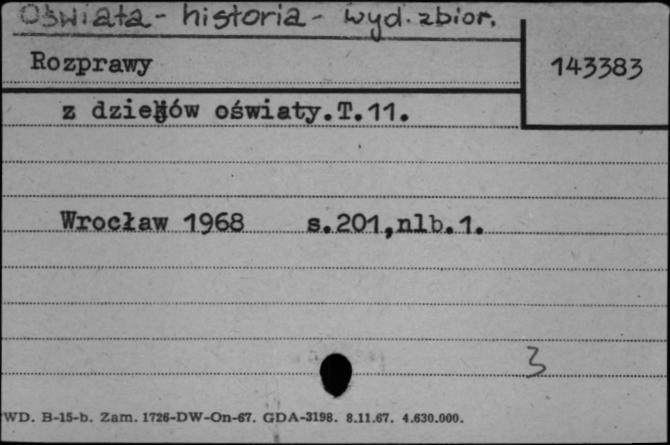 Oświata - historia - wyd. zbior.
Rozprawy
143383
z dziejów oświaty.T.11.
Wrocław 1968 s.201,nlb.1.
3
WD. B-15-b. Zam. 1726-DW-On-67. GDA-3198. 8.11.67. 4.630.000.